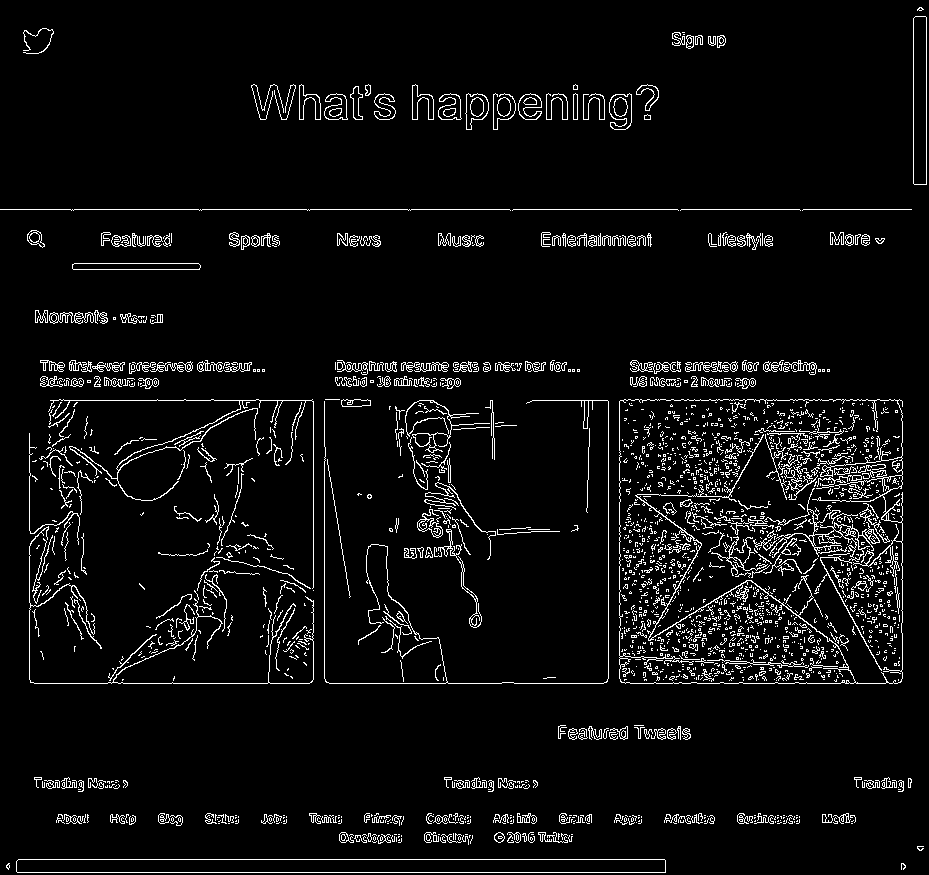 Sign up
What's happening?
Featured Sports News Music Entertainment Lifestyle More
Moments · View all
The first-ever preserved dinosaur...
Science · 2 hours ago
Doughnut resume sets a new bar for...
Weird · 36 minutes ago
Suspect arrested for defacing...
US News · 2 hours ago
Featured Tweets
Trending News › Trending News › Trending
About Help Blog Status Jobs Terms Privacy Cookies Ads info Brand Apps Advertise Businesses Media
Developers Directory © 2016 Twitter